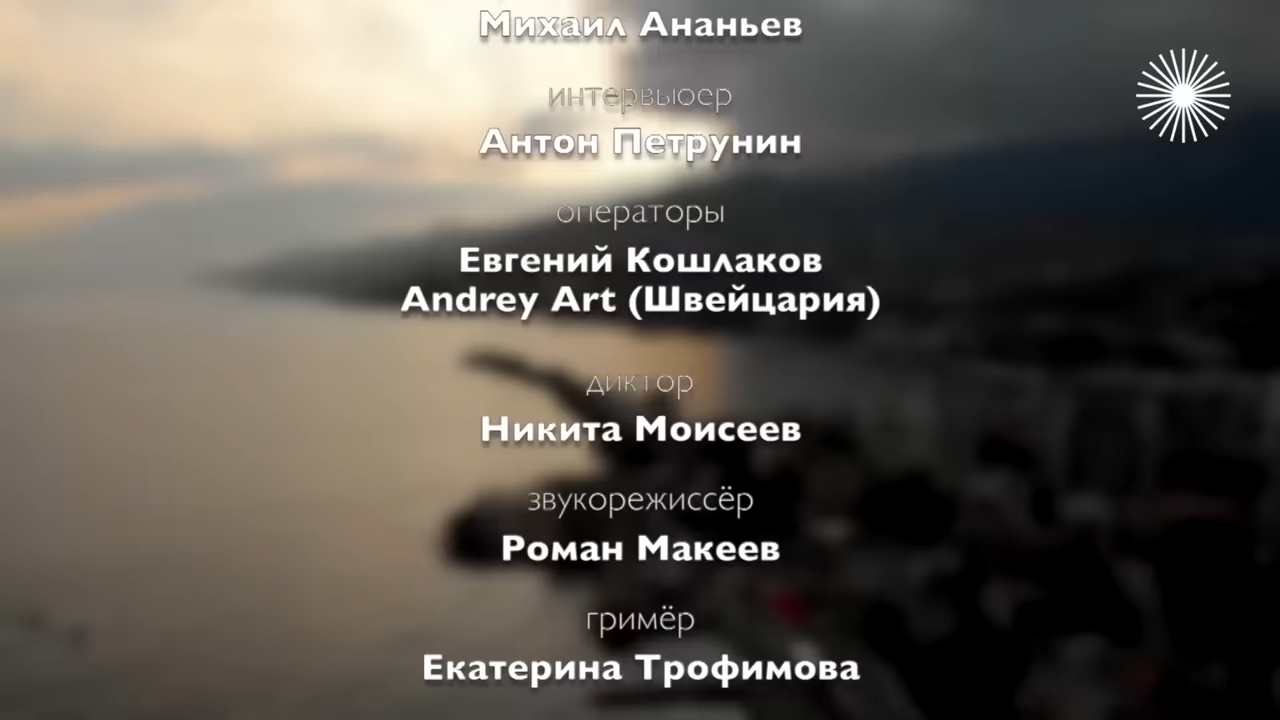 Михаил Ананьев
интервьюер
Антон Петрунин
операторы
Евгений Кошлаков
Andrey Art (Швейцария)
диктор
Никита Моисеев
звукорежиссёр
Роман Макеев
гримёр
Екатерина Трофимова